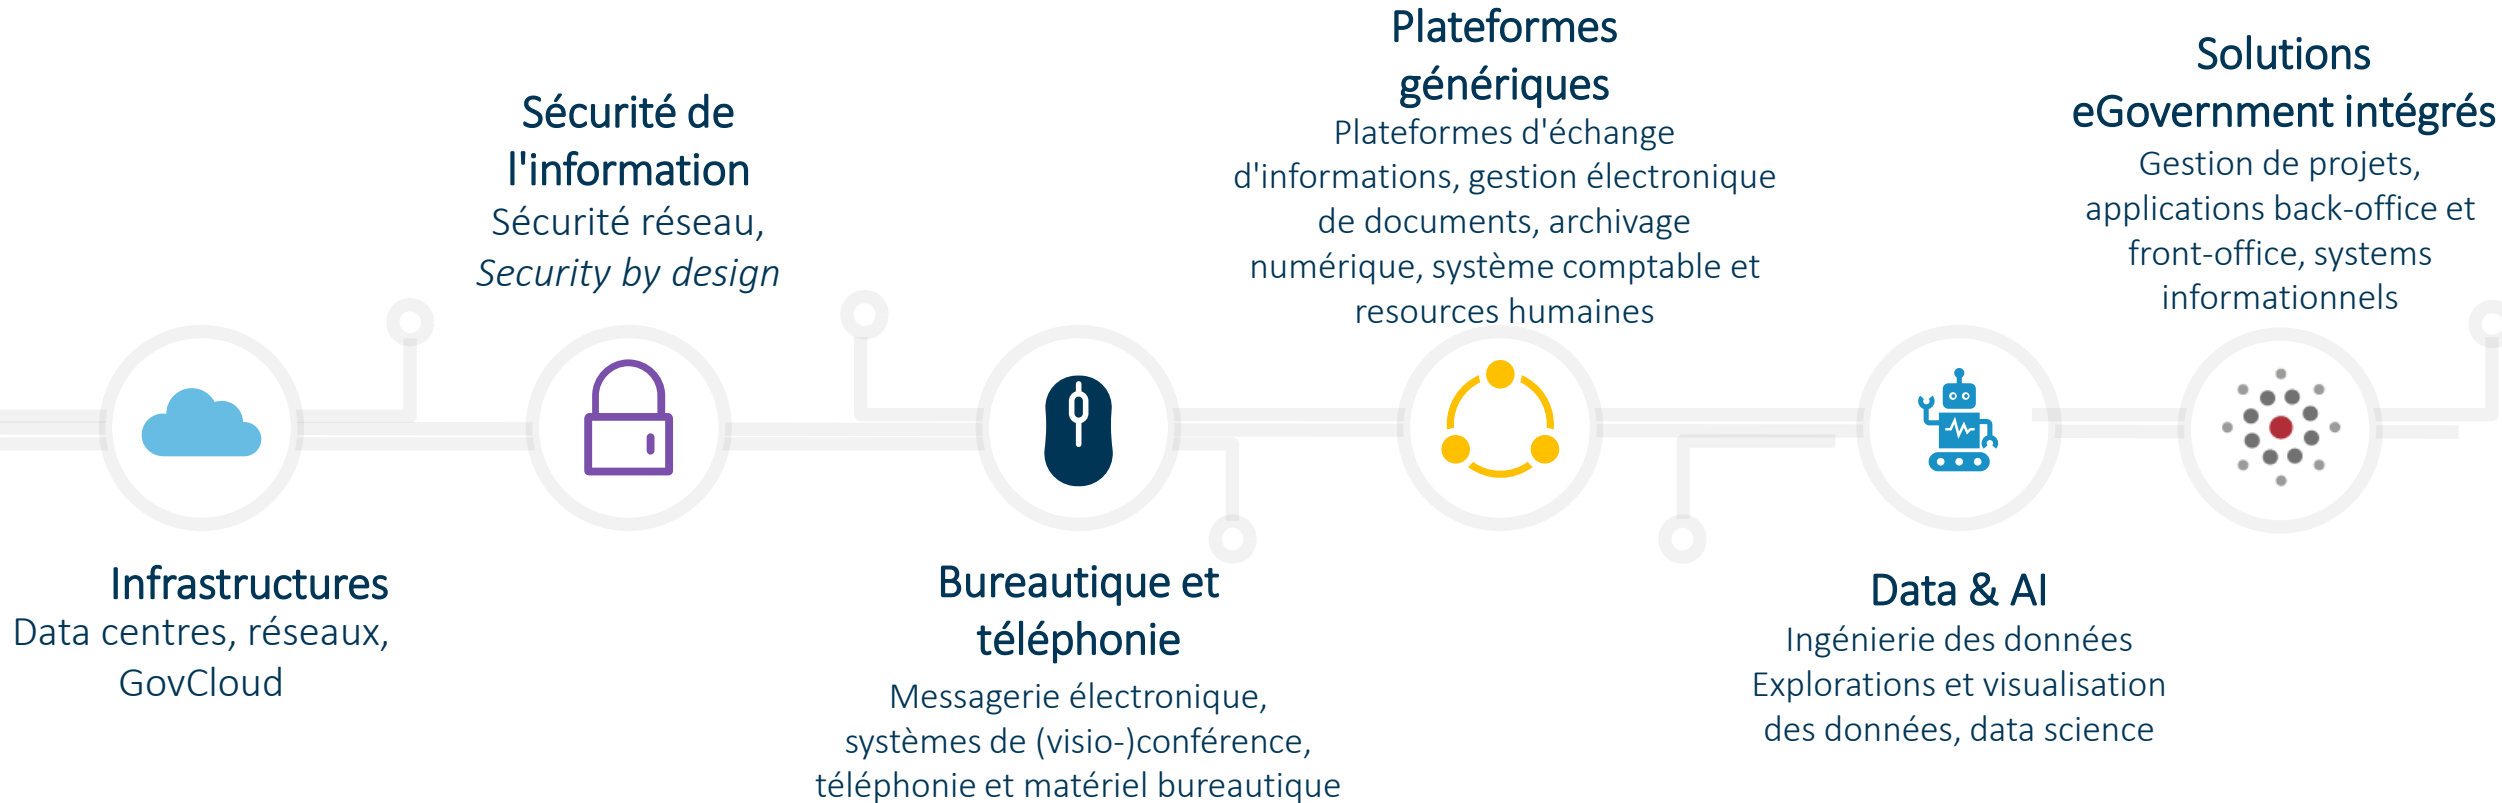 Infrastructures
Data centres, réseaux,
GovCloud
Sécurité de
l'information
Sécurité réseau,
Security by design
Bureautique et
téléphonie
Messagerie électronique,
systèmes de (visio-)conférence,
téléphonie et matériel bureautique
Plateformes
génériques
Plateformes d'échange
d'informations, gestion électronique
de documents, archivage
numérique, système comptable et
resources humaines
Data & AI
Ingénierie des données
Explorations et visualisation
des données, data science
Solutions
eGovernment intégrés
Gestion de projets,
applications back-office et
front-office, systems
informationnels